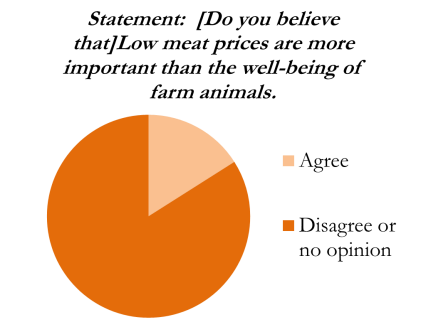 Statement:  [Do you believe
that]Low meat prices are more
important than the well-being of
farm animals.
Agree
Disagree or
no opinion